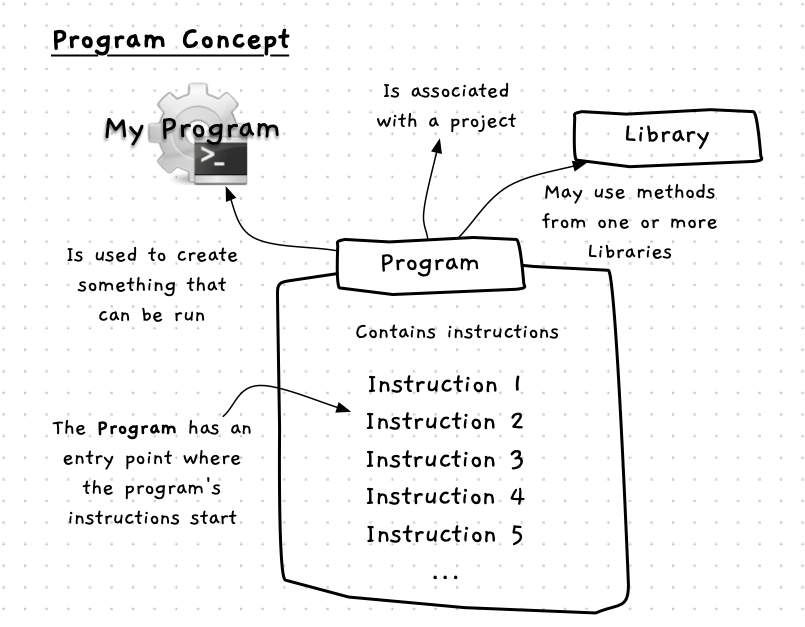 Program Concept
My Program
>_
Is associated
with a project
Library
May use methods
from one or more
Libraries
Is used to create
something that
can be run
Program
Contains instructions
Instruction 1
Instruction 2
Instruction 3
Instruction 4
Instruction 5
...
The Program has an
entry point where
the program's
instructions start